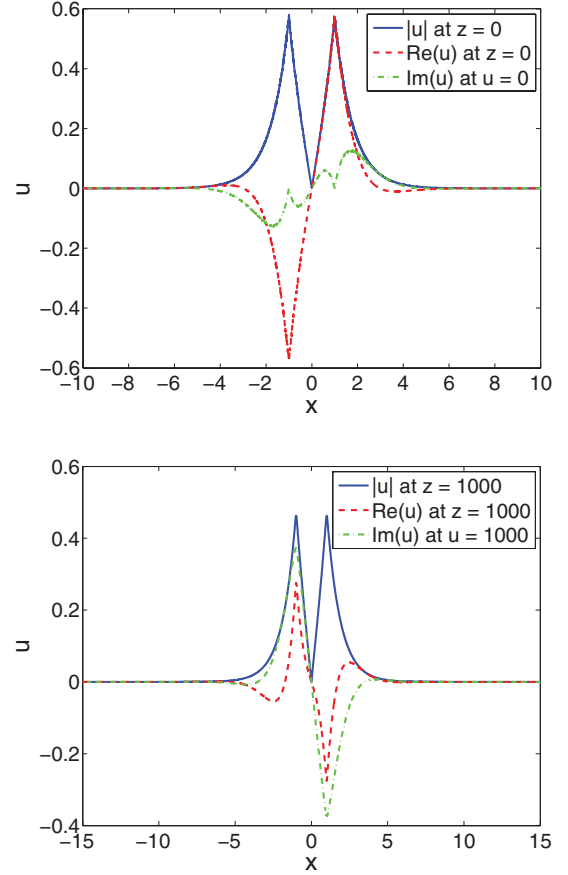 0.6
|u| at z = 0
Re(u) at z = 0
Im(u) at u = 0
0.4
0.2
u
0
−0.2
−0.4
−0.6
−10 −8 −6 −4 −2 0 2 4 6 8 10
x
0.6
|u| at z = 1000
Re(u) at z = 1000
Im(u) at u = 1000
0.4
0.2
u
0
−0.2
−0.4
−15 −10 −5 0 5 10 15
x